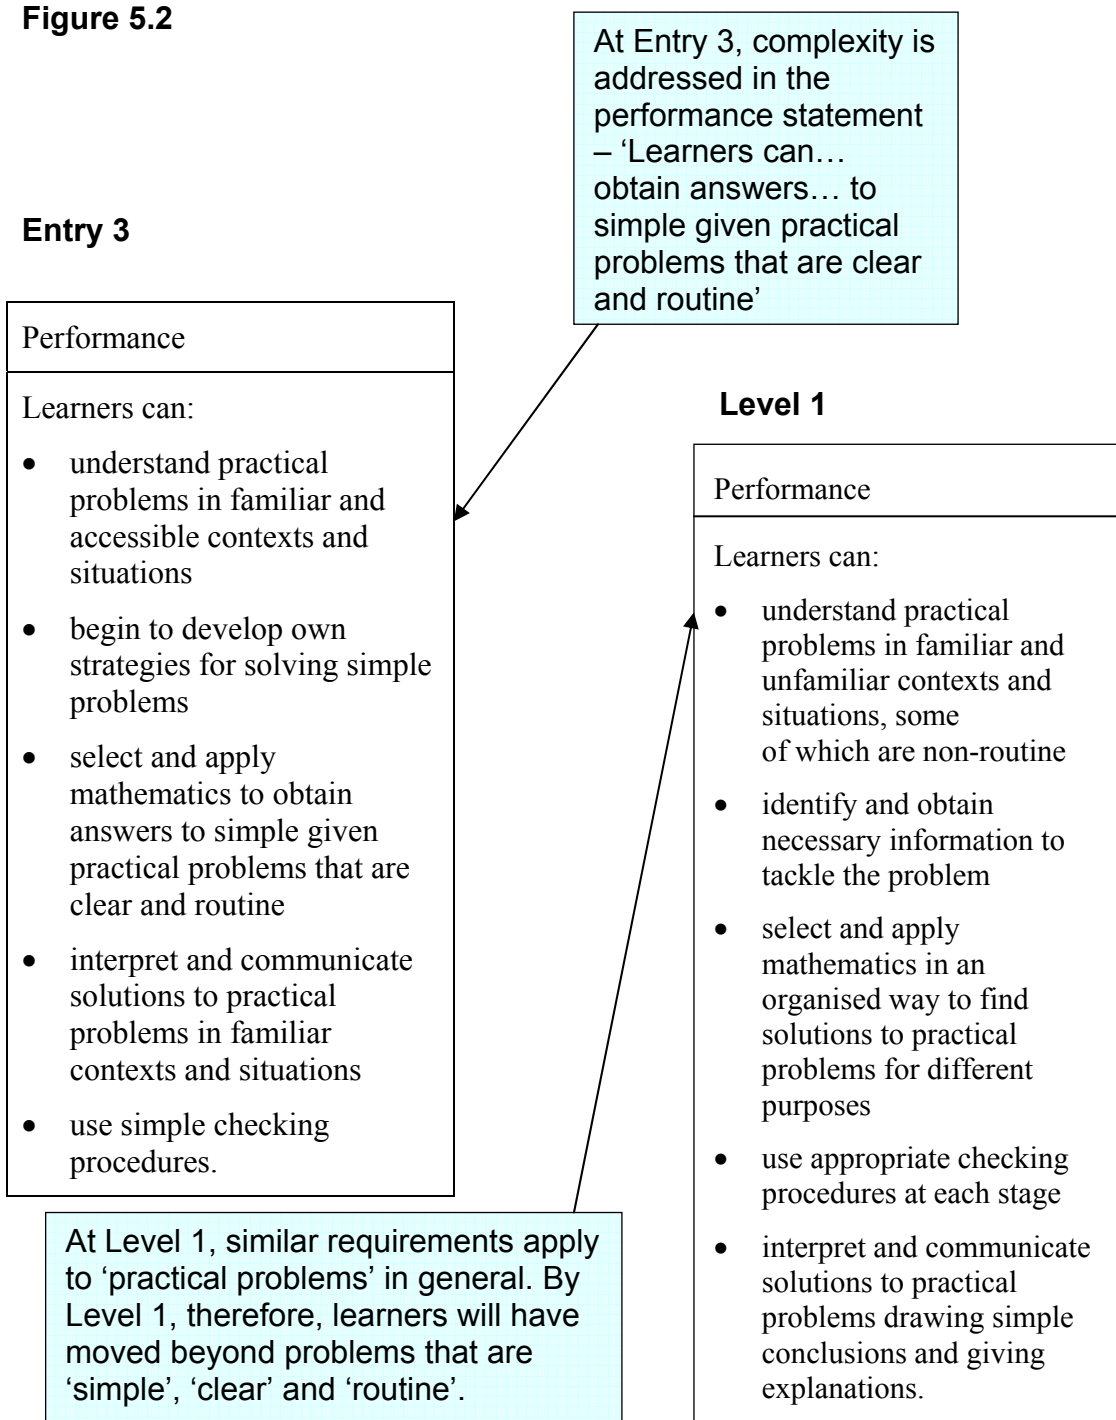 Figure 5.2
At Entry 3, complexity is
addressed in the
performance statement
– ‘Learners can…
obtain answers… to
simple given practical
problems that are clear
and routine’
Entry 3
Performance
Learners can:
• understand practical
problems in familiar and
accessible contexts and
situations
• begin to develop own
strategies for solving simple
problems
• select and apply
mathematics to obtain
answers to simple given
practical problems that are
clear and routine
• interpret and communicate
solutions to practical
problems in familiar
contexts and situations
• use simple checking
procedures.
Level 1
Performance
Learners can:
• understand practical
problems in familiar and
unfamiliar contexts and
situations, some
of which are non-routine
• identify and obtain
necessary information to
tackle the problem
• select and apply
mathematics in an
organised way to find
solutions to practical
problems for different
purposes
• use appropriate checking
procedures at each stage
• interpret and communicate
solutions to practical
problems drawing simple
conclusions and giving
explanations.
At Level 1, similar requirements apply
to ‘practical problems’ in general. By
Level 1, therefore, learners will have
moved beyond problems that are
‘simple’, ‘clear’ and ‘routine’.